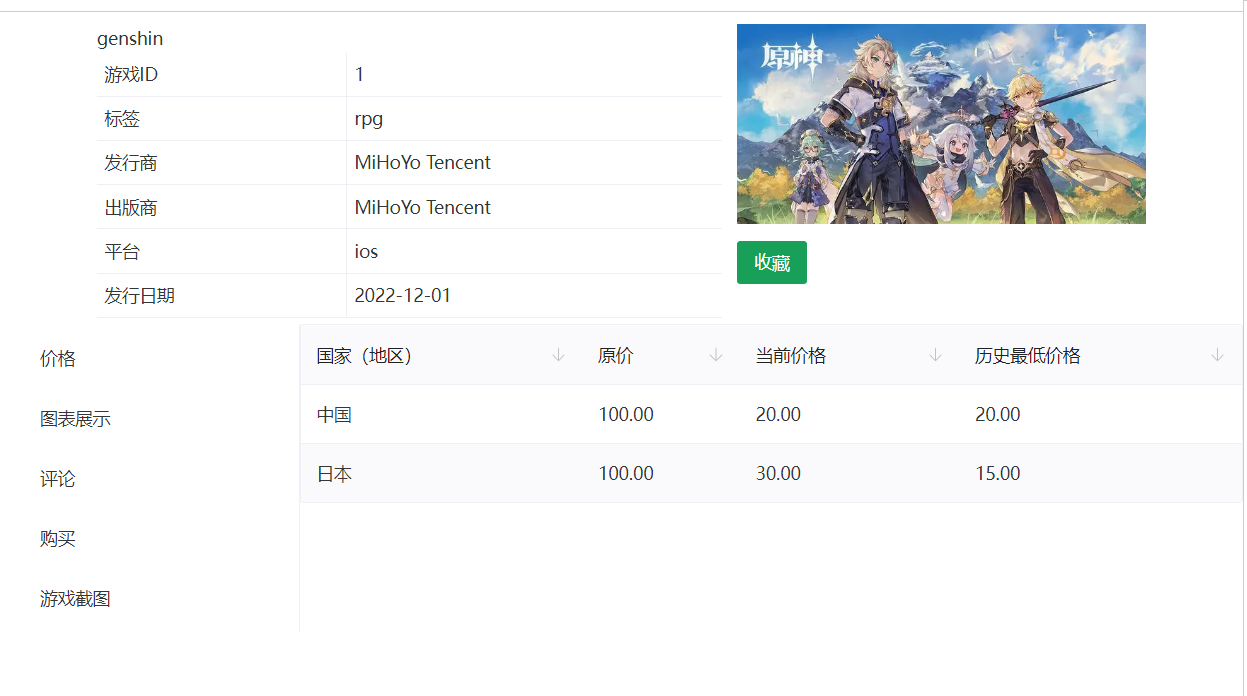 genshin
游戏ID 1
标签 rpg
发行商 MiHoYo Tencent
出版商 MiHoYo Tencent
平台 ios
发行日期 2022-12-01
原神
收藏
价格
图表展示
评论
购买
游戏截图
国家（地区） 原价 当前价格 历史最低价格
中国 100.00 20.00 20.00
日本 100.00 30.00 15.00